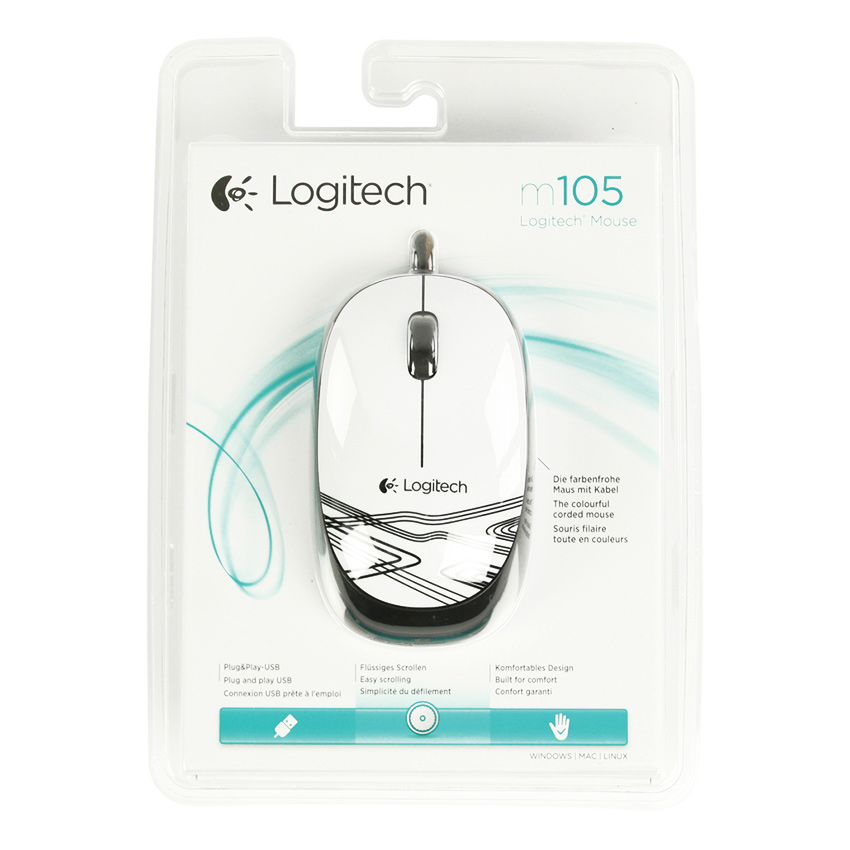 Logitech
m105
Logitech® Mouse
Logitech
Die farbenfrohe
Maus mit Kabel
The colourful
corded mouse
Souris filaire
toute en couleurs
Plug&Play-USB
Plug and play USB
Connexion USB prête à l'emploi
Flüssiges Scrollen
Easy scrolling
Simplicité du défilement
Komfortables Design
Built for comfort
Confort garanti
WINDOWS | MAC | LINUX